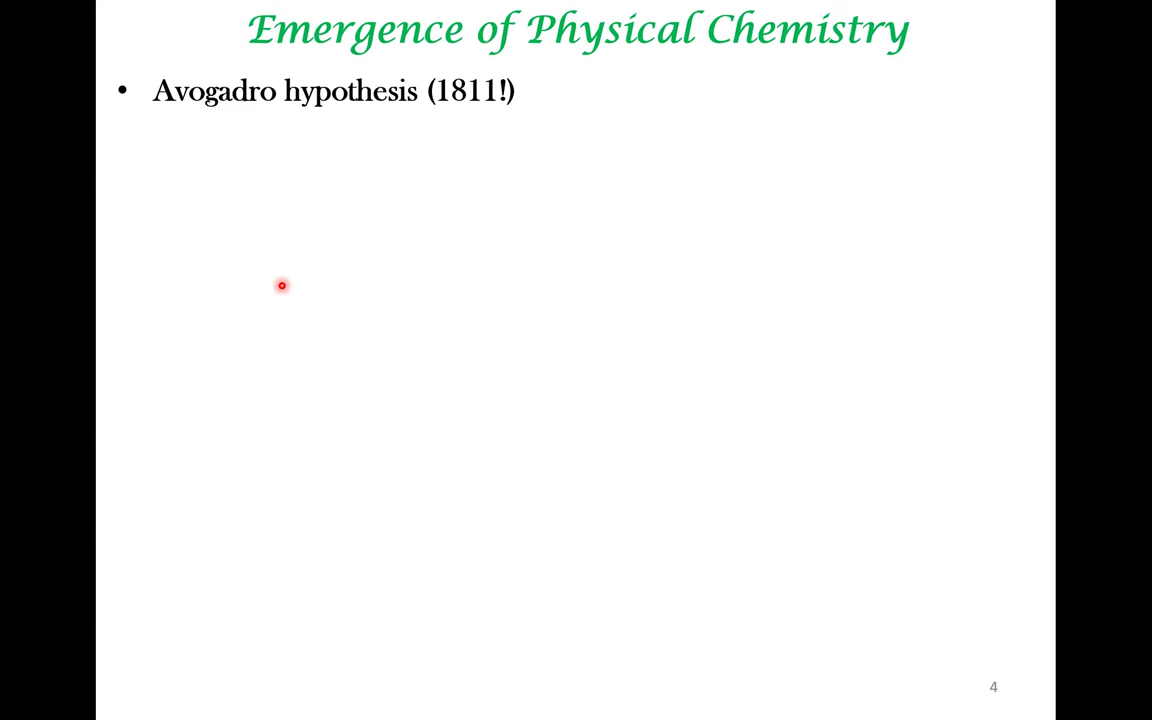 Emergence of Physical Chemistry
• Avogadro hypothesis (1811!)
4